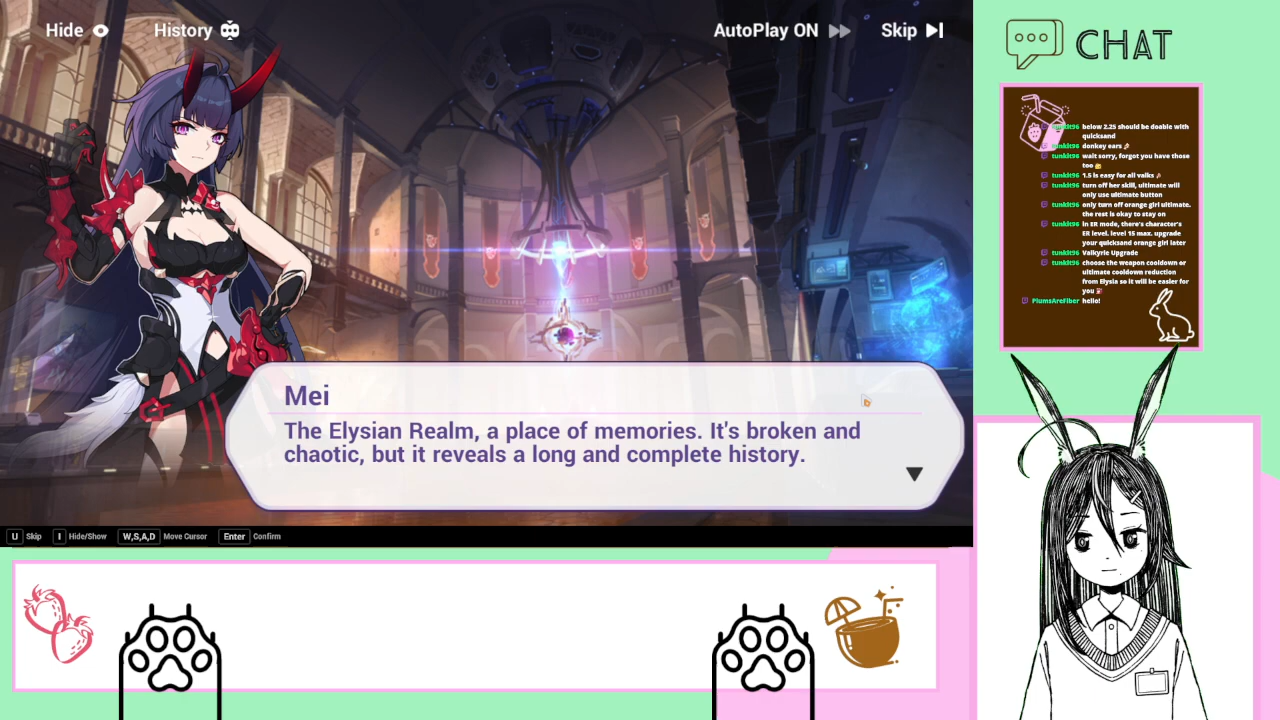 Hide
History
AutoPlay ON
Skip
CHAT
tunkit96 below 2.25 should be doable with
quicksand
tunkit96 donkey ears
tunkit96 wait sorry, forgot you have those
too
tunkit96 1.5 is easy for all valks
tunkit96 turn off her skill, ultimate will
only use ultimate button
tunkit96 only turn off orange girl ultimate.
the rest is okay to stay on
tunkit96 in ER mode, there's character's
ER level. level 15 max. upgrade
your quicksand orange girl later
tunkit96 Valkyrie Upgrade
tunkit96 choose the weapon cooldown or
ultimate cooldown reduction
from Elysia so it will be easier for
you
PlumsAreFiber hello!
Mei
The Elysian Realm, a place of memories. It's broken and
chaotic, but it reveals a long and complete history.
U Skip I Hide/Show W,S,A,D Move Cursor Enter Confirm